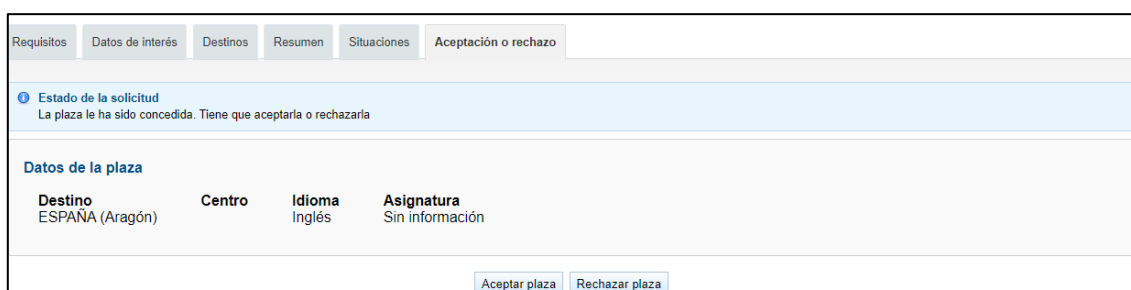 Requisitos Datos de interés Destinos Resumen Situaciones Aceptación o rechazo
Estado de la solicitud
La plaza le ha sido concedida. Tiene que aceptarla o rechazarla
Datos de la plaza
Destino Centro Idioma Asignatura
ESPAÑA (Aragón) Inglés Sin información
Aceptar plaza Rechazar plaza